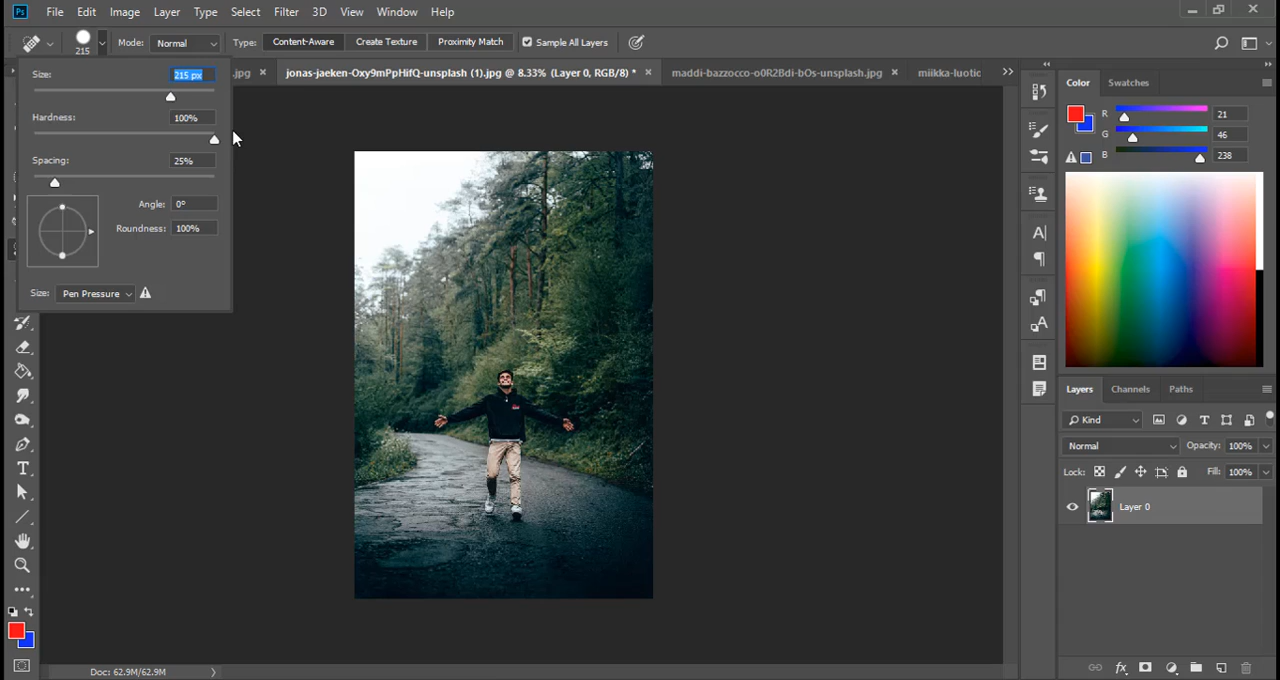 Ps File Edit Image Layer Type Select Filter 3D View Window Help
215 Mode: Normal Type: Content-Aware Create Texture Proximity Match Sample All Layers
.jpg × jonas-jaeken-Oxy9mPpHifQ-unsplash (1).jpg @ 8.33% (Layer 0, RGB/8) * × maddi-bazzocco-o0R2Bdi-bOs-unsplash.jpg × miikka-luotic
Size: 215 px
Hardness: 100%
Spacing: 25%
Angle: 0º
Roundness: 100%
Size: Pen Pressure
Color Swatches
R 21
G 46
B 238
Layers Channels Paths
Kind
Normal Opacity: 100%
Lock: Fill: 100%
Layer 0
fx
Doc: 62.9M/62.9M